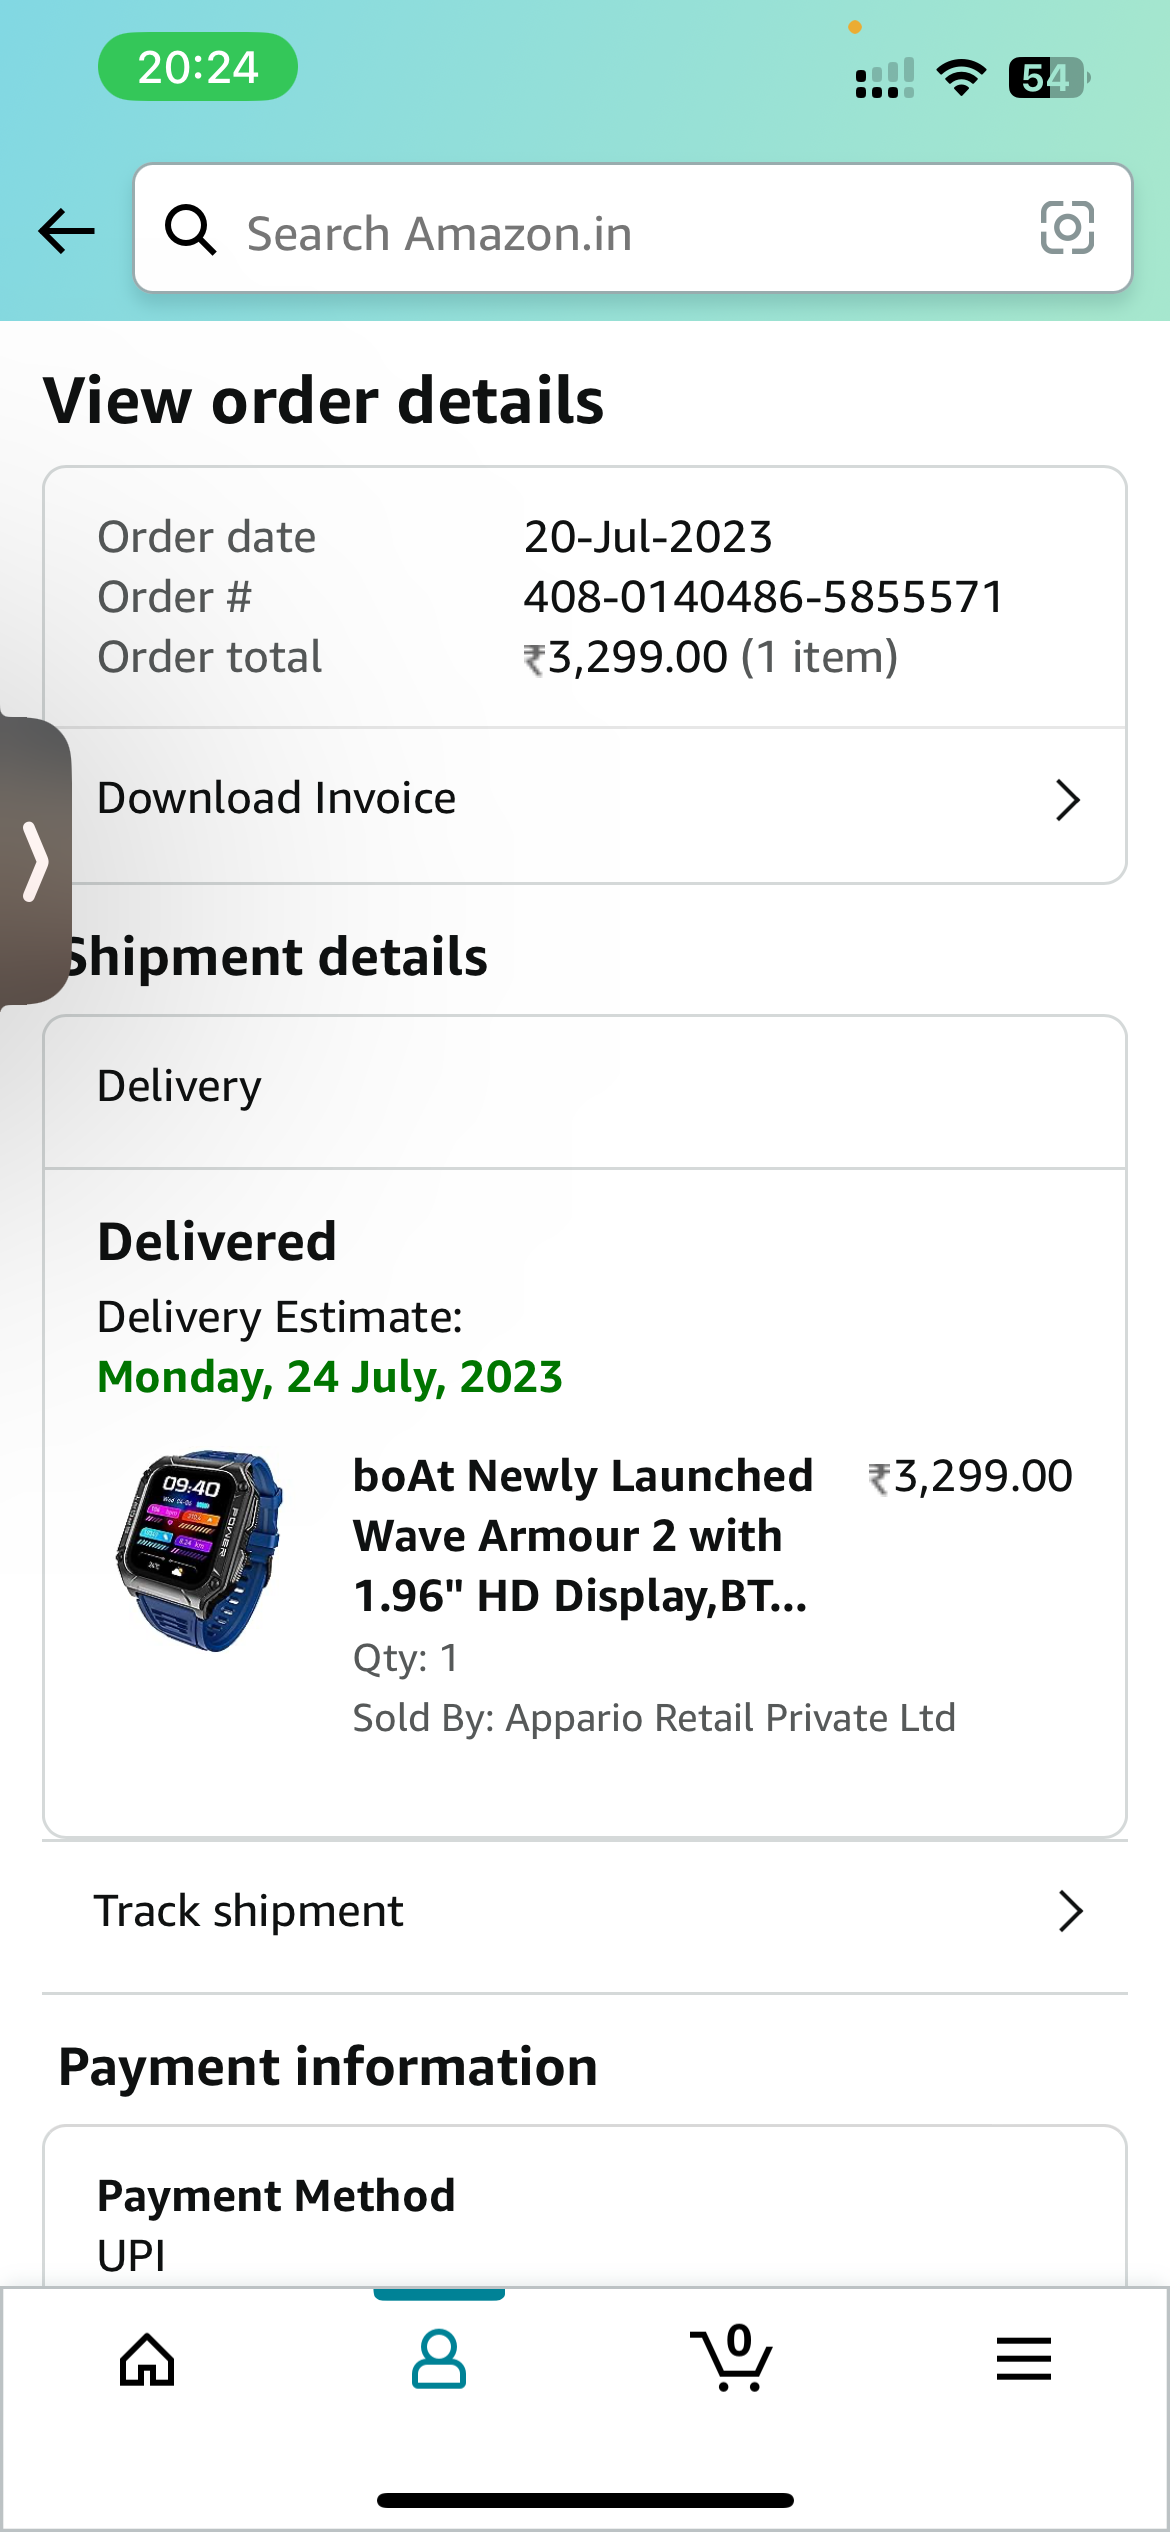 20:24
54
Search Amazon.in
View order details
Order date 20-Jul-2023
Order # 408-0140486-5855571
Order total ₹3,299.00 (1 item)
Download Invoice
Shipment details
Delivery
Delivered
Delivery Estimate:
Monday, 24 July, 2023
09:40
boAt Newly Launched ₹3,299.00
Wave Armour 2 with
1.96" HD Display,BT...
Qty: 1
Sold By: Appario Retail Private Ltd
Track shipment
Payment information
Payment Method
UPI
0